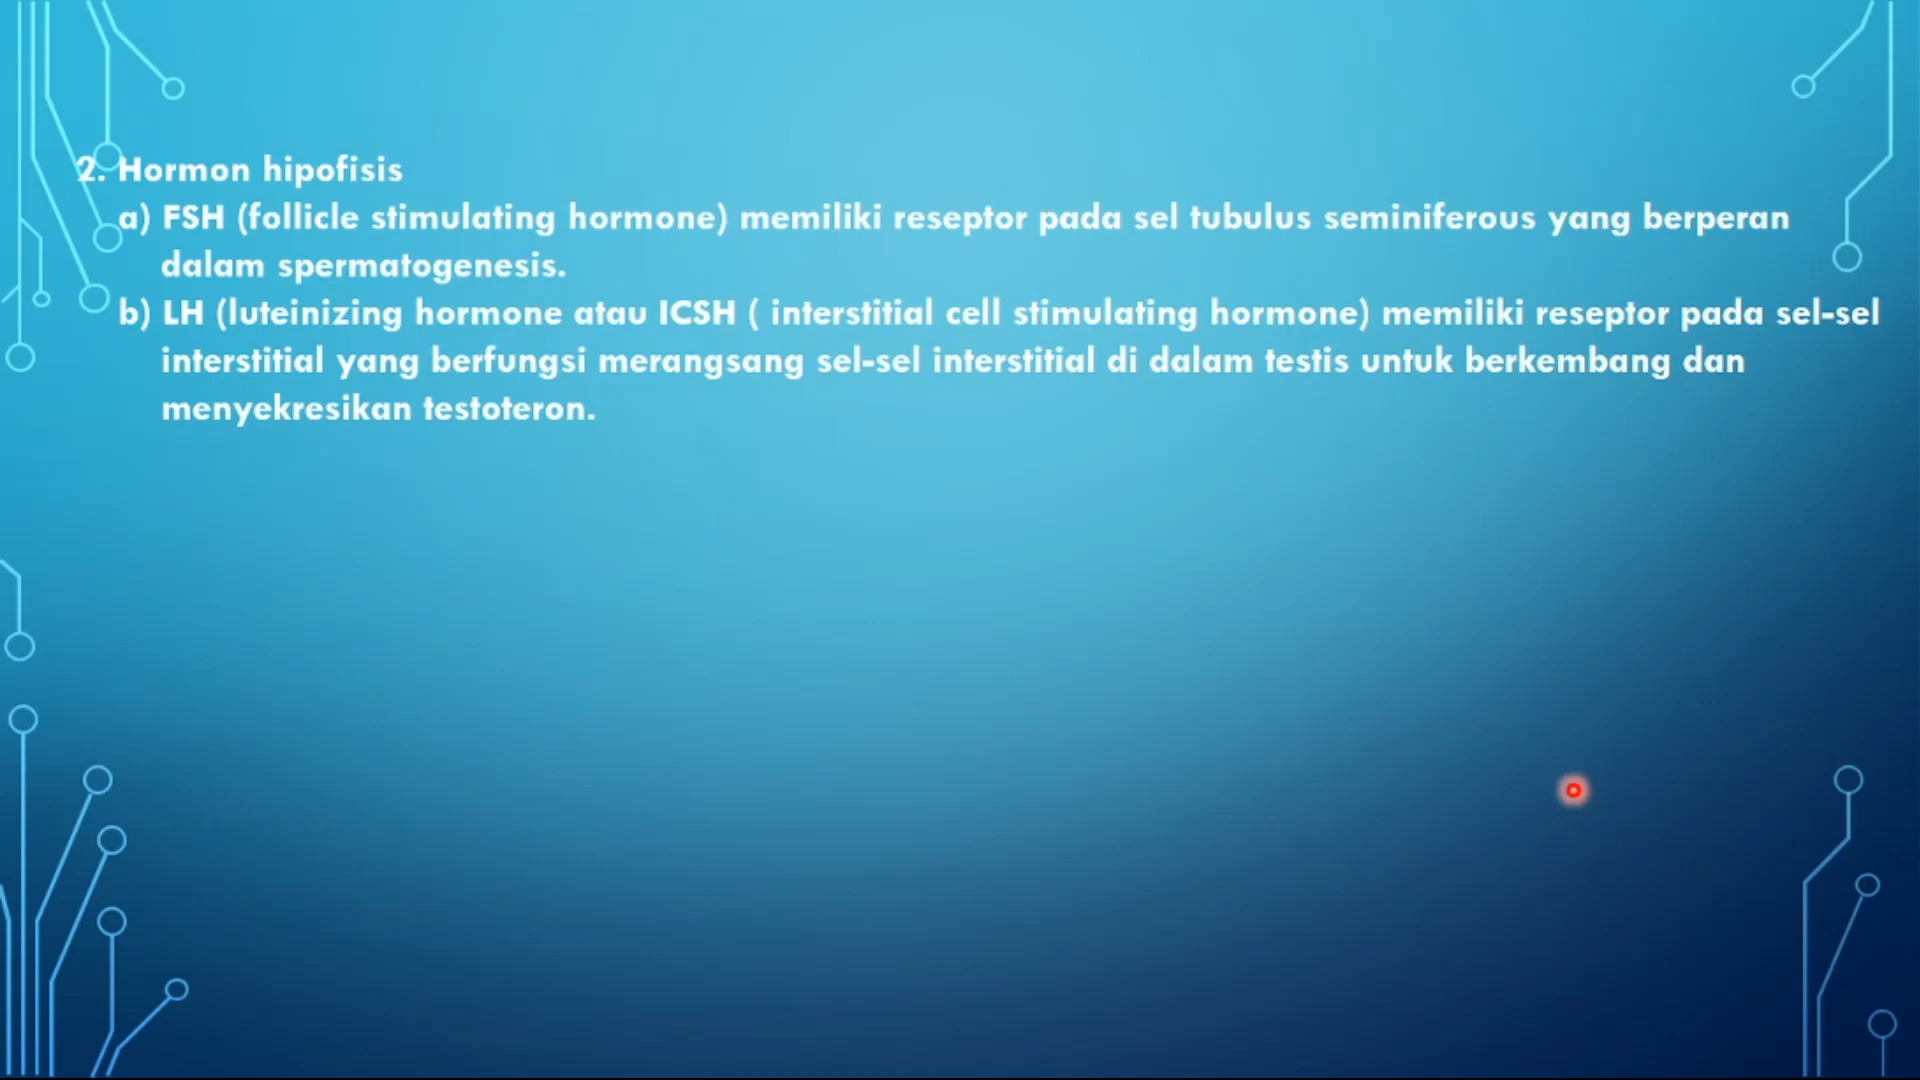 2. Hormon hipofisis
a) FSH (follicle stimulating hormone) memiliki reseptor pada sel tubulus seminiferous yang berperan
dalam spermatogenesis.
b) LH (luteinizing hormone atau ICSH ( interstitial cell stimulating hormone) memiliki reseptor pada sel-sel
interstitial yang berfungsi merangsang sel-sel interstitial di dalam testis untuk berkembang dan
menyekresikan testoteron.